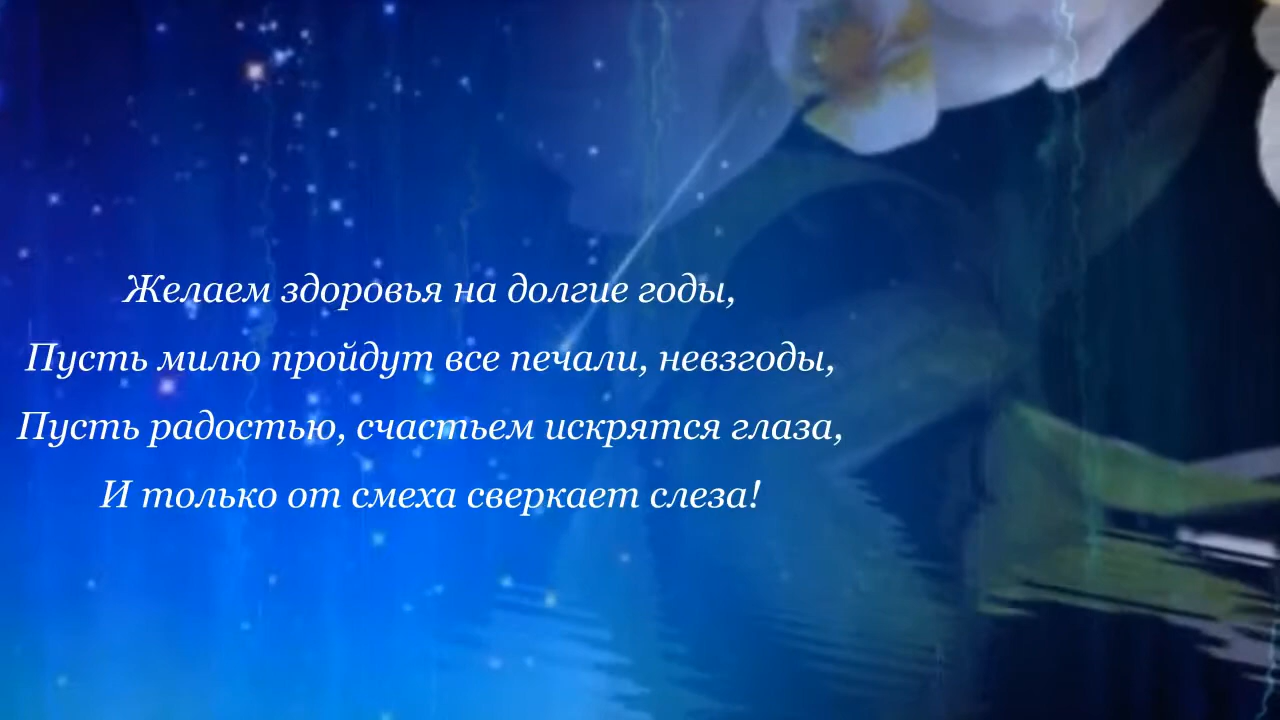 Желаем здоровья на долгие годы,
Пусть милю пройдут все печали, невзгоды,
Пусть радостью, счастьем искрятся глаза,
И только от смеха сверкает слеза!